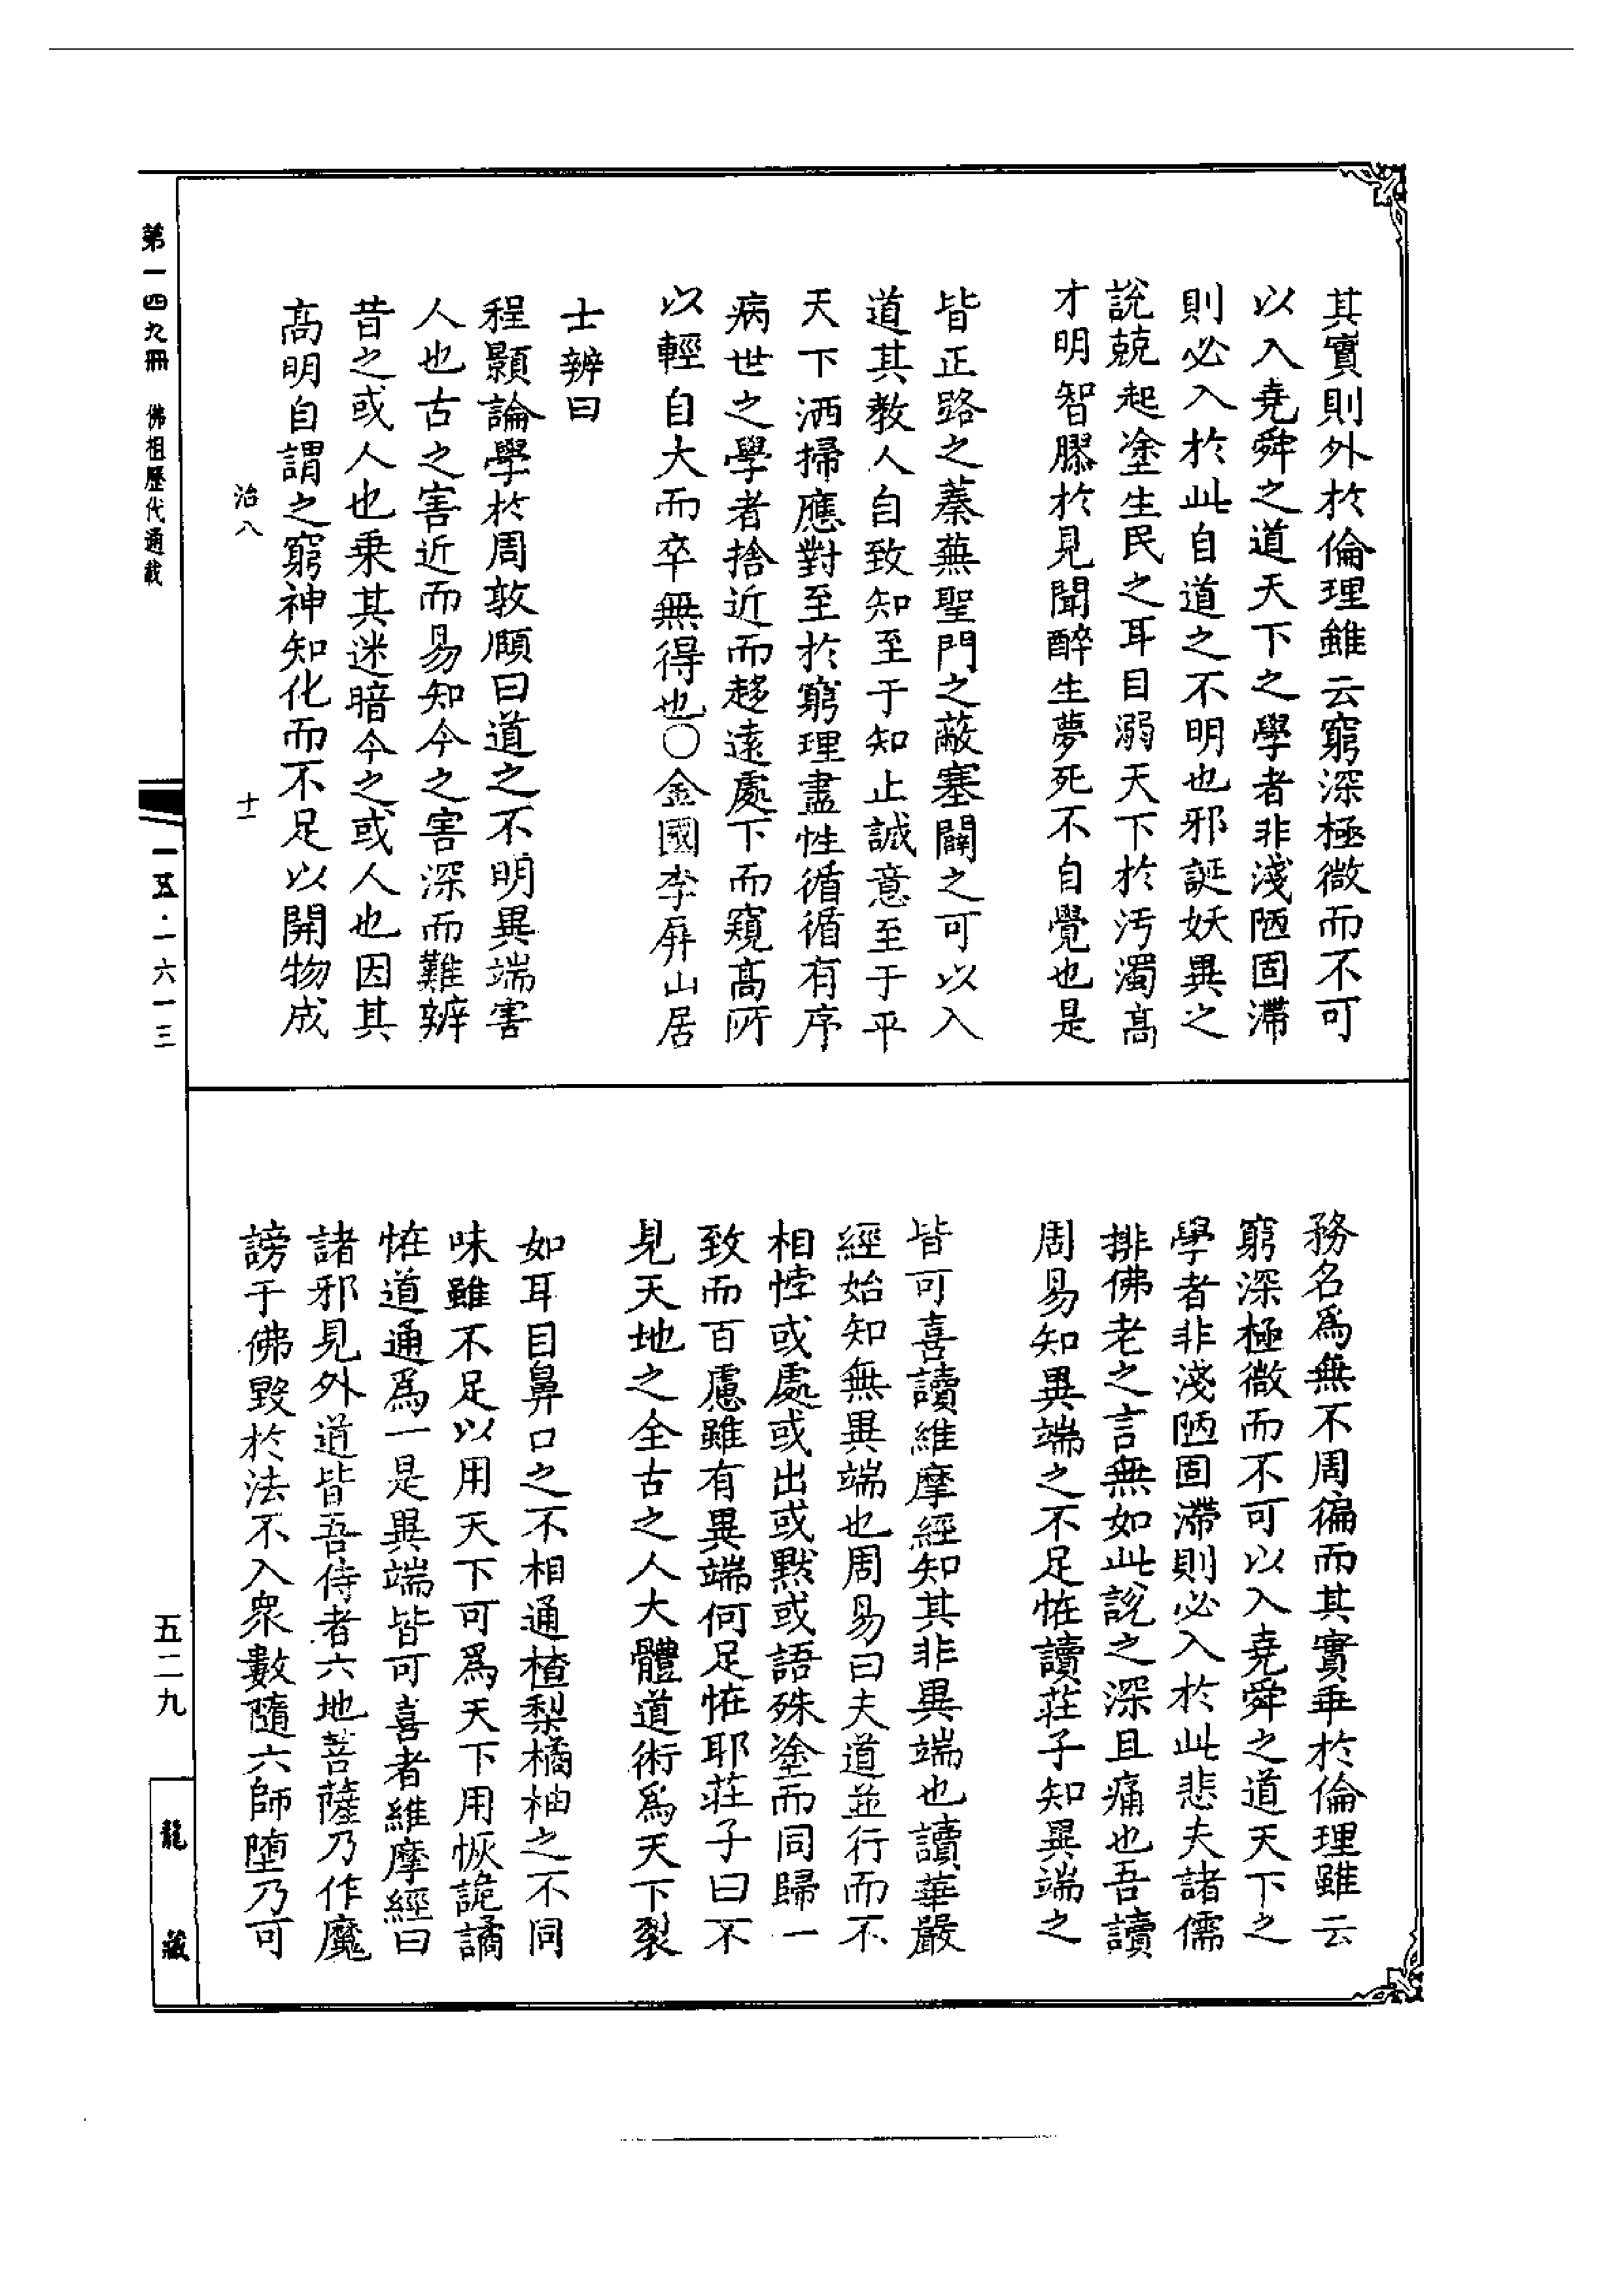 其實則外於倫理雖云窮深極微而不可
以入堯舜之道天下之學者非淺陋固滯
則必入於此自道之不明也邪誕妖異之
說兢起塗生民之耳目溺天下於汚濁高
才明智膠於見聞醉生夢死不自覺也是
皆正路之蓁蕪聖門之蔽塞闢之可以入
道其教人自致知至于知止誠意至于平
天下洒掃應對至於窮理盡性循循有序
病世之學者捨近而趍遠處下而窺高所
以輕自大而卒無得也○金國李屏山居
士辨曰
程顥論學於周敦頤曰道之不明異端害
人也古之害近而易知今之害深而難辨
昔之或人也乘其迷暗今之或人也因其
高明自謂之窮神知化而不足以開物成
治八
十一
務名為無不周徧而其實乖於倫理雖云
窮深極微而不可以入堯舜之道天下之
學者非淺陋固滯則必入於此悲夫諸儒
排佛老之言無如此說之深且痛也吾讀
周易知異端之不足怪讀莊子知異端之
皆可喜讀維摩經知其非異端也讀華嚴
經始知無異端也周易曰夫道並行而不
相悖或處或出或默或語殊塗而同歸一
致而百慮雖有異端何足怪耶莊子曰不
見天地之全古之人大體道術為天下裂
如耳目鼻口之不相通楂梨橘柚之不同
味雖不足以用天下可為天下用恢詭譎
怪道通為一是異端皆可喜者維摩經曰
諸邪見外道皆吾侍者六地菩薩乃作魔
謗于佛毀於法不入眾數隨六師墮乃可
第一四九冊 佛祖歷代通載
一五·一六一三
五二九
龍藏